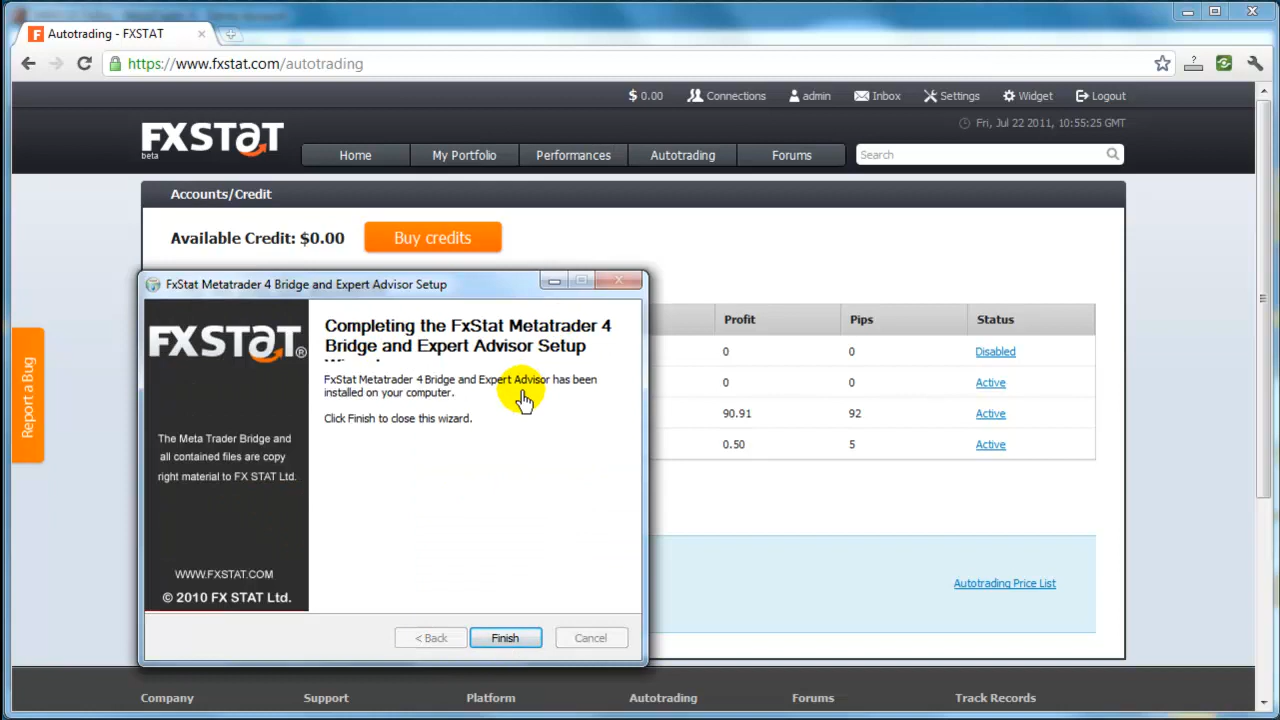 Autotrading - FXSTAT
https://www.fxstat.com/autotrading
$ 0.00 Connections admin Inbox Settings Widget Logout
Fri, Jul 22 2011, 10:55:25 GMT
FXSTAT
beta
Home My Portfolio Performances Autotrading Forums Search
Accounts/Credit
Available Credit: $0.00 Buy credits
Profit Pips Status
0 0 Disabled
0 0 Active
90.91 92 Active
0.50 5 Active
Autotrading Price List
Report a Bug
FxStat Metatrader 4 Bridge and Expert Advisor Setup
FXSTAT®
The Meta Trader Bridge and
all contained files are copy
right material to FX STAT Ltd.
WWW.FXSTAT.COM
© 2010 FX STAT Ltd.
Completing the FxStat Metatrader 4
Bridge and Expert Advisor Setup
FxStat Metatrader 4 Bridge and Expert Advisor has been
installed on your computer.
Click Finish to close this wizard.
< Back Finish Cancel
Company Support Platform Autotrading Forums Track Records